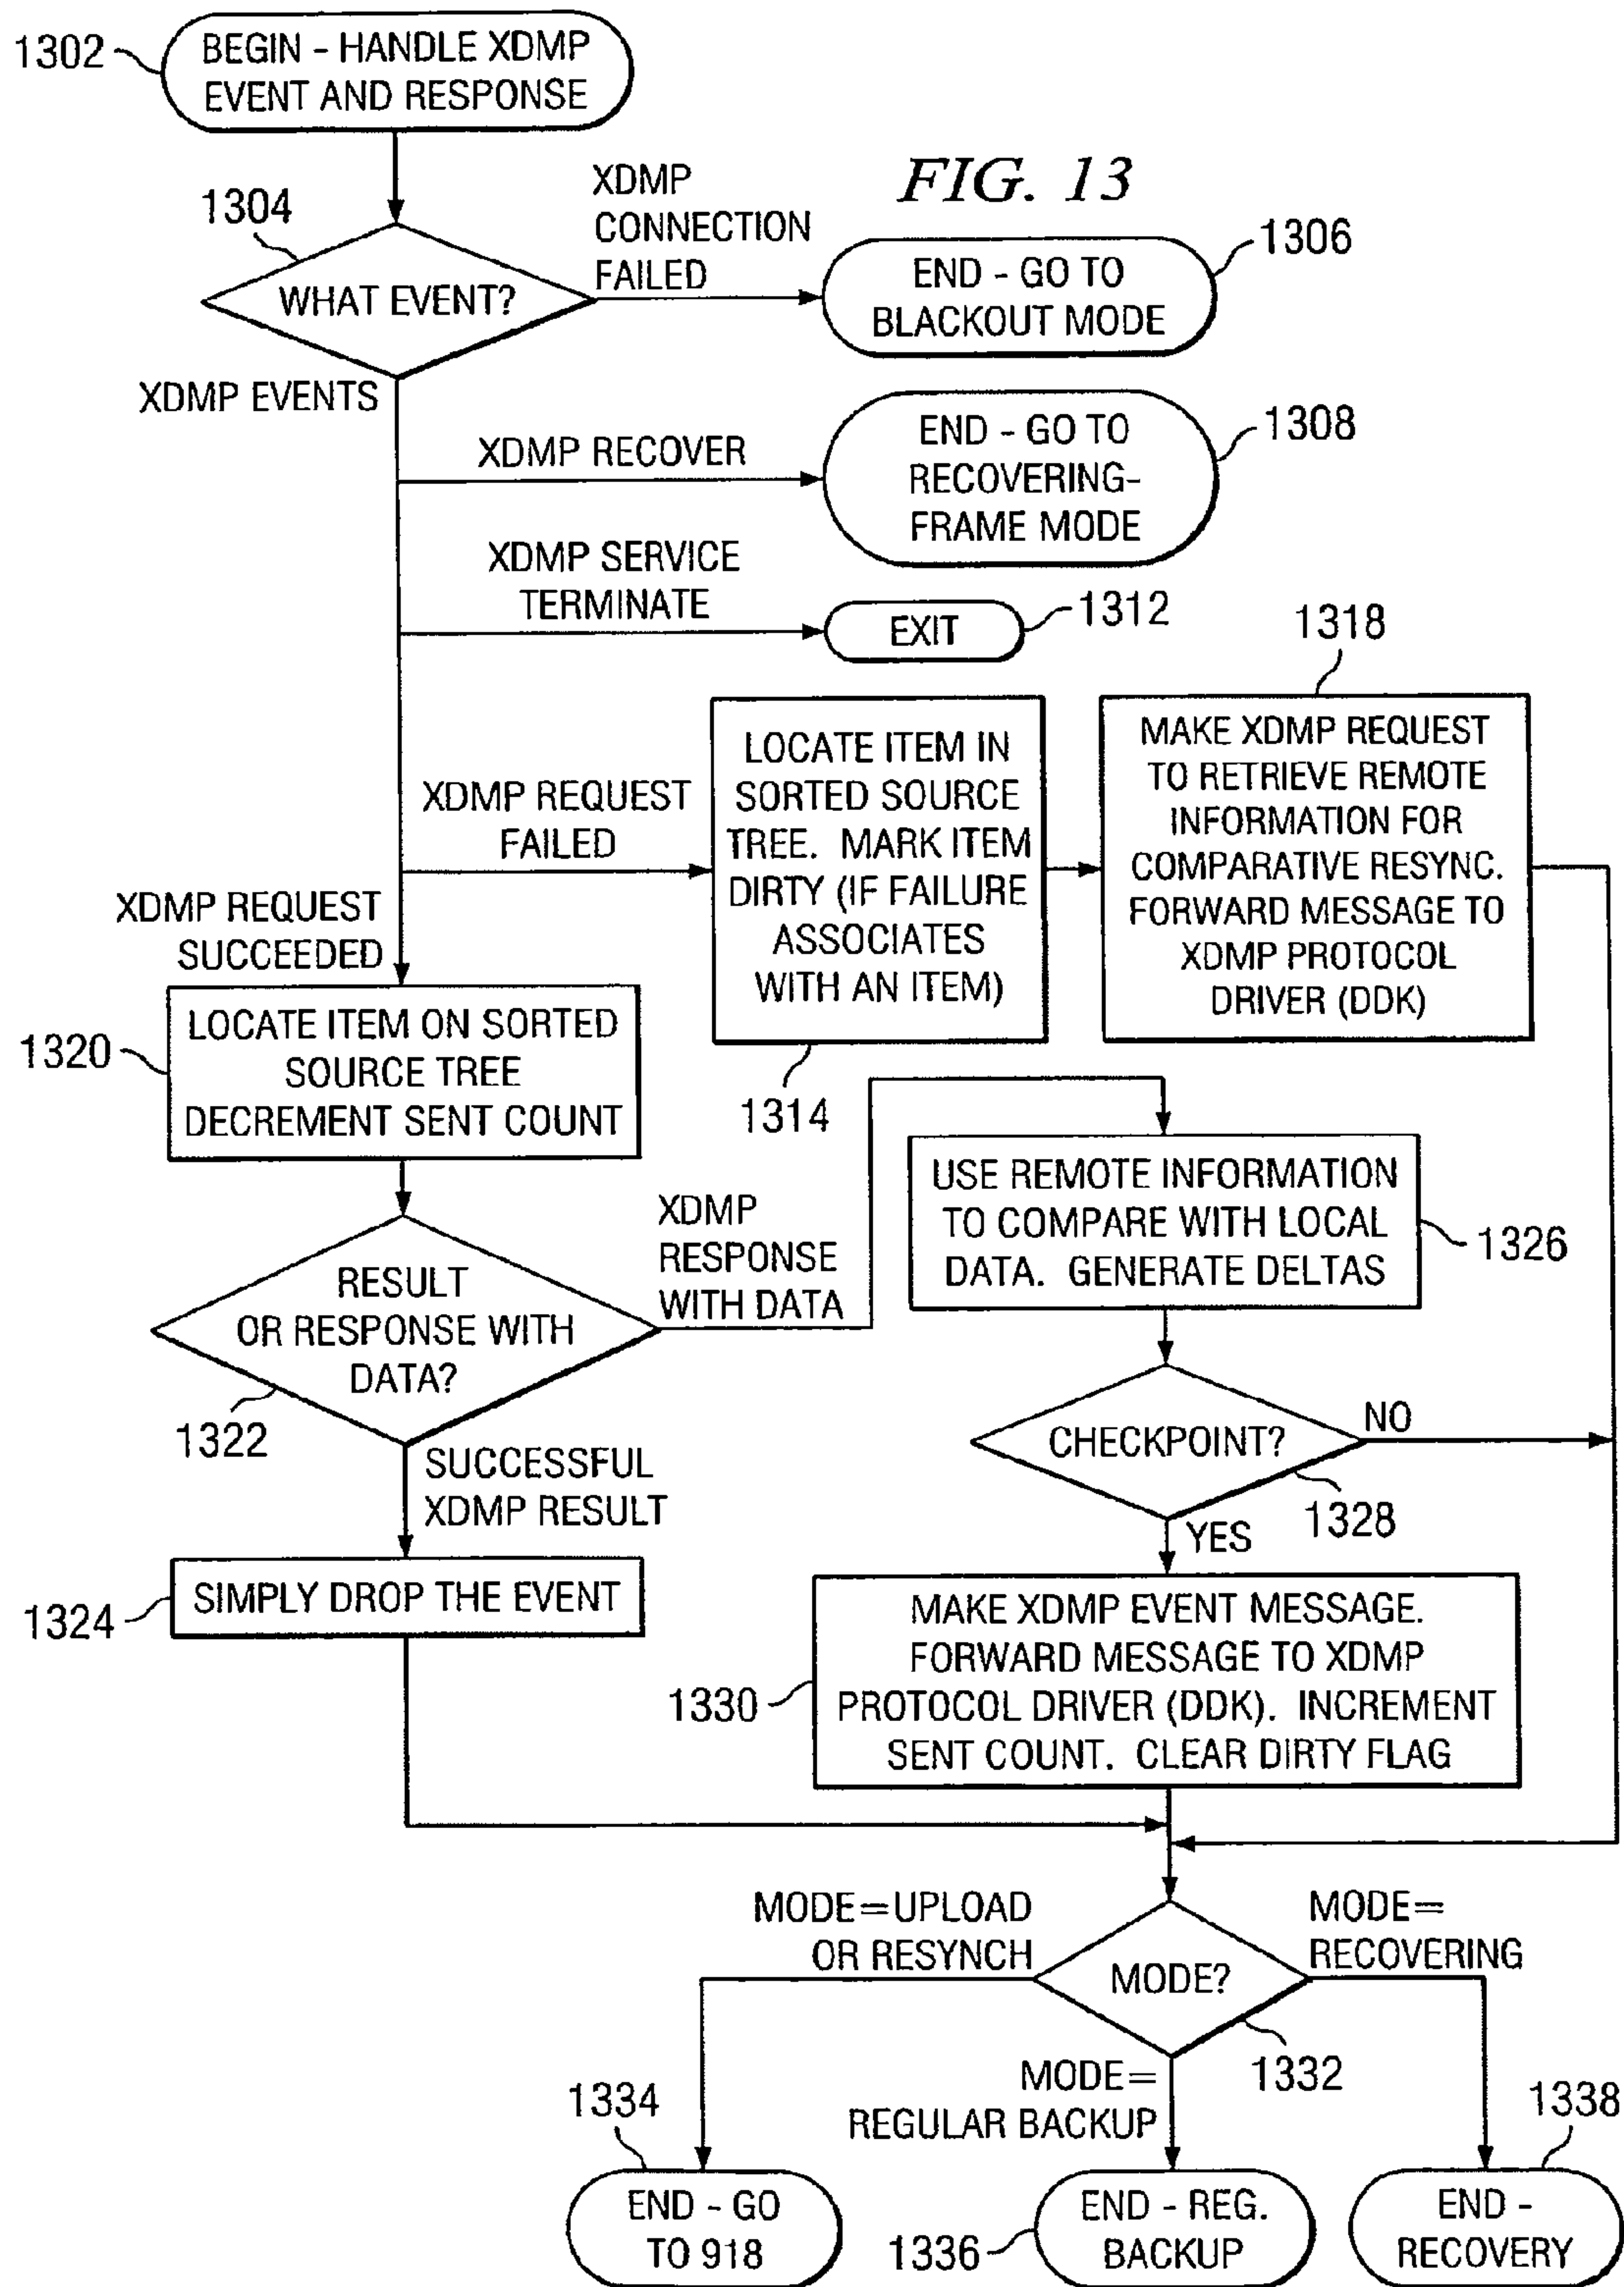 1302
BEGIN - HANDLE XDMP
EVENT AND RESPONSE
FIG. 13
1304
WHAT EVENT?
XDMP
CONNECTION
FAILED
1306
END - GO TO
BLACKOUT MODE
XDMP EVENTS
XDMP RECOVER
1308
END - GO TO
RECOVERING-
FRAME MODE
XDMP SERVICE
TERMINATE
EXIT
1312
1318
XDMP REQUEST
FAILED
LOCATE ITEM IN
SORTED SOURCE
TREE. MARK ITEM
DIRTY (IF FAILURE
ASSOCIATES
WITH AN ITEM)
1314
MAKE XDMP REQUEST
TO RETRIEVE REMOTE
INFORMATION FOR
COMPARATIVE RESYNC.
FORWARD MESSAGE TO
XDMP PROTOCOL
DRIVER (DDK)
XDMP REQUEST
SUCCEEDED
1320
LOCATE ITEM ON SORTED
SOURCE TREE
DECREMENT SENT COUNT
RESULT
OR RESPONSE WITH
DATA?
1322
XDMP
RESPONSE
WITH DATA
USE REMOTE INFORMATION
TO COMPARE WITH LOCAL
DATA. GENERATE DELTAS
1326
CHECKPOINT?
NO
1328
YES
SUCCESSFUL
XDMP RESULT
1324
SIMPLY DROP THE EVENT
1330
MAKE XDMP EVENT MESSAGE.
FORWARD MESSAGE TO XDMP
PROTOCOL DRIVER (DDK). INCREMENT
SENT COUNT. CLEAR DIRTY FLAG
MODE=UPLOAD
OR RESYNCH
MODE?
MODE=
RECOVERING
1332
MODE=
REGULAR BACKUP
1334
END - GO
TO 918
1336
END - REG.
BACKUP
1338
END -
RECOVERY